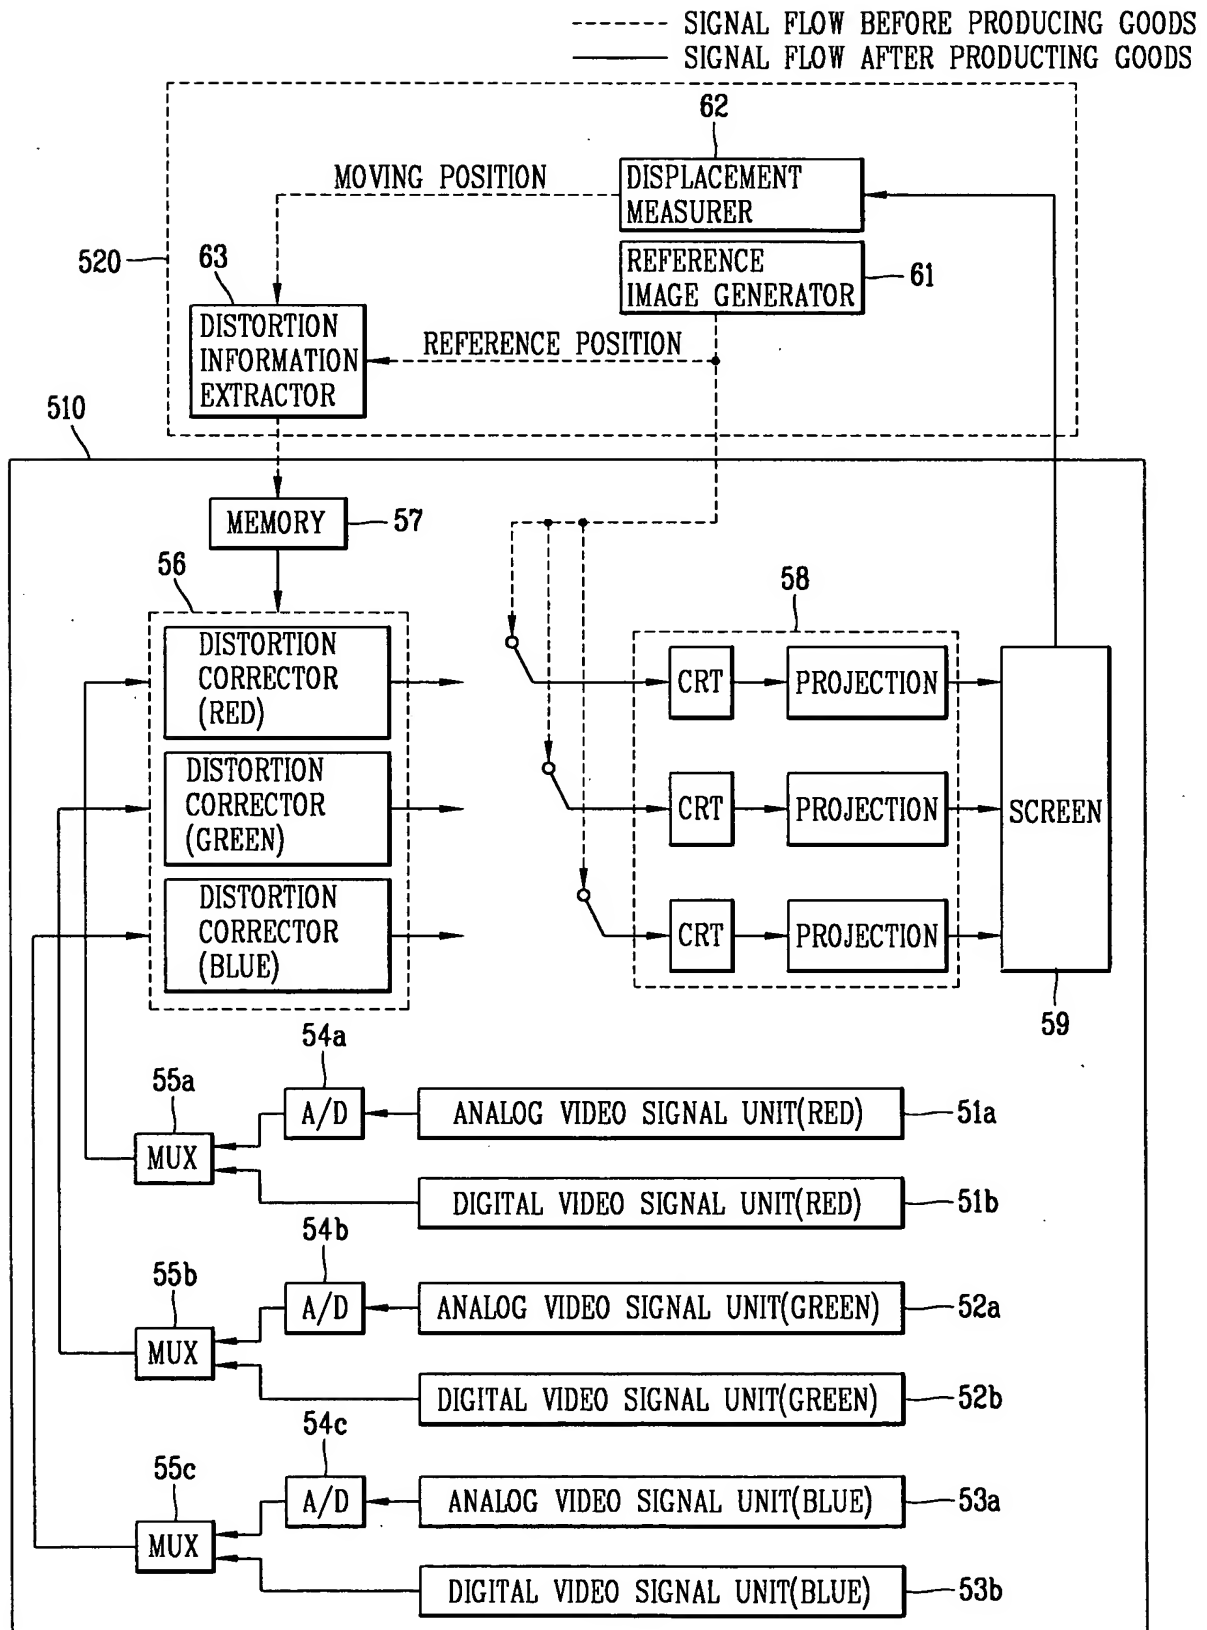 SIGNAL FLOW BEFORE PRODUCING GOODS
SIGNAL FLOW AFTER PRODUCTING GOODS
62
MOVING POSITION
DISPLACEMENT
MEASURER
520
63
REFERENCE
IMAGE GENERATOR
61
DISTORTION
INFORMATION
EXTRACTOR
REFERENCE POSITION
510
MEMORY
57
56
58
DISTORTION
CORRECTOR
(RED)
CRT
PROJECTION
DISTORTION
CORRECTOR
(GREEN)
CRT
PROJECTION
SCREEN
DISTORTION
CORRECTOR
(BLUE)
CRT
PROJECTION
59
54a
55a
A/D
ANALOG VIDEO SIGNAL UNIT(RED)
51a
MUX
DIGITAL VIDEO SIGNAL UNIT(RED)
51b
54b
55b
A/D
ANALOG VIDEO SIGNAL UNIT(GREEN)
52a
MUX
DIGITAL VIDEO SIGNAL UNIT(GREEN)
52b
54c
55c
A/D
ANALOG VIDEO SIGNAL UNIT(BLUE)
53a
MUX
DIGITAL VIDEO SIGNAL UNIT(BLUE)
53b